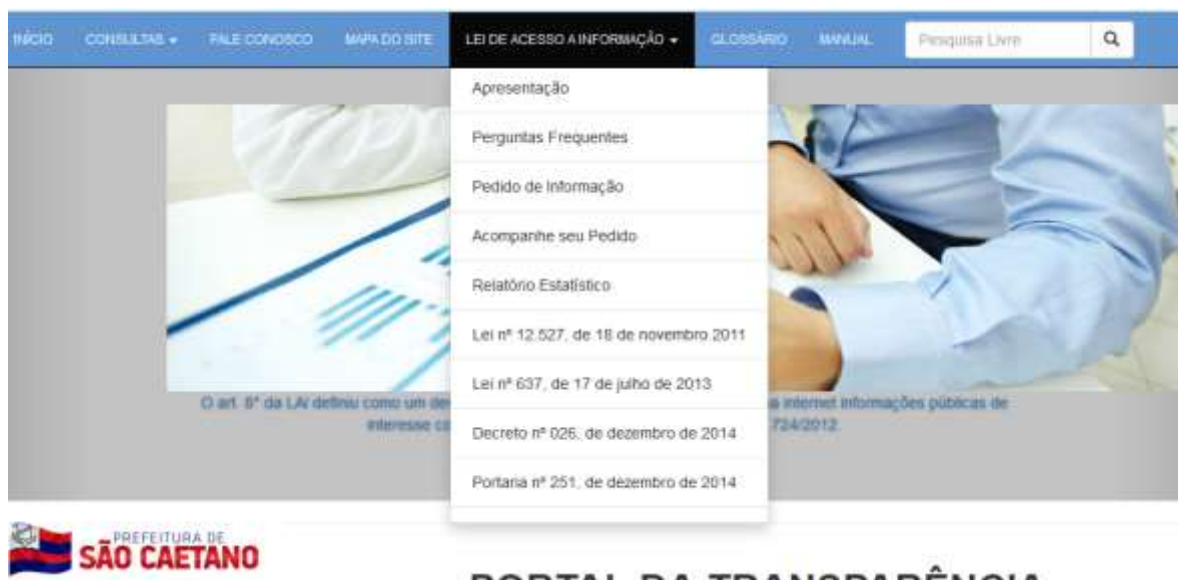 INÍCIO CONSULTAS FALE CONOSCO MAPA DO SITE LEI DE ACESSO A INFORMAÇÃO GLOSSÁRIO MANUAL Pesquisa Livre
Apresentação
Perguntas Frequentes
Pedido de Informação
Acompanhe seu Pedido
Relatório Estatístico
Lei nº 12.527, de 18 de novembro 2011
Lei nº 637, de 17 de julho de 2013
Decreto nº 026, de dezembro de 2014
Portaria nº 251, de dezembro de 2014
O art. 8º da LAI definiu como um internet informações públicas de
interesse 724/2012.
PREFEITURA DE
SÃO CAETANO
PORTAL DA TRANSPARÊNCIA